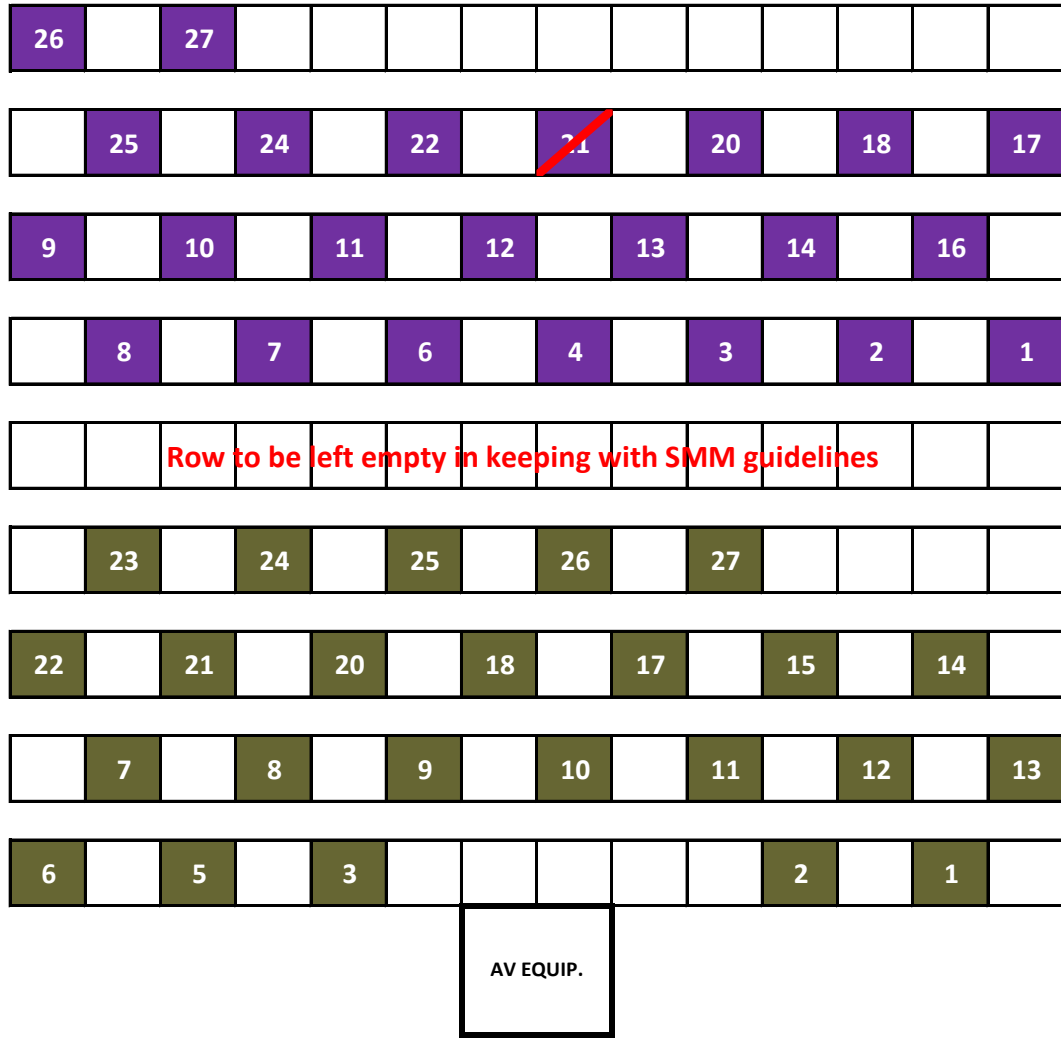 26 27
25 24 22 21 20 18 17
9 10 11 12 13 14 16
8 7 6 4 3 2 1
Row to be left empty in keeping with SMM guidelines
23 24 25 26 27
22 21 20 18 17 15 14
7 8 9 10 11 12 13
6 5 3 2 1
AV EQUIP.